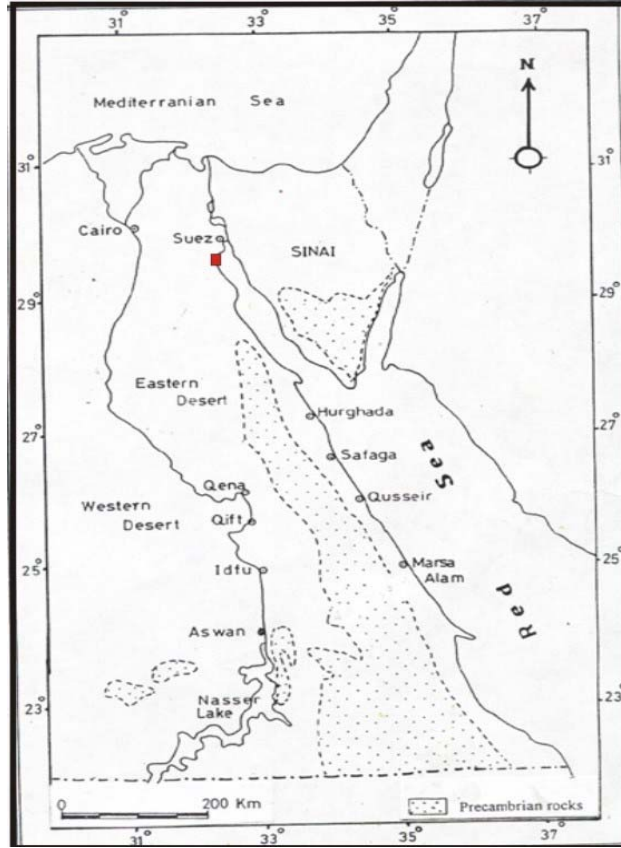 31° 33° 35° 37°
N
Mediterranian Sea
31° 31°
Cairo
Suez
SINAI
29° 29°
Eastern
Desert
Hurghada
27° 27°
Safaga
Red Sea
Qena
Qusseir
Western
Desert
Qift
25° 25°
Idfu
Marsa
Alam
Aswan
Nasser
Lake
23° 23°
0 200 Km
Precambrian rocks
31° 33° 35° 37°